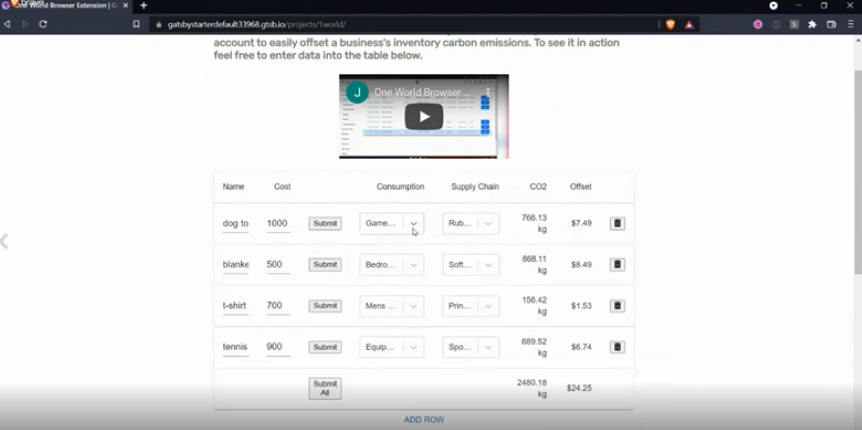 One World Browser Extension | G
gatsbystarterdefault33968.gtsb.io/projects/1world/
account to easily offset a business's inventory carbon emissions. To see it in action
feel free to enter data into the table below.
J One World Browser...
Name Cost Consumption Supply Chain CO2 Offset
dog to 1000 Submit Game... Rub... 766.13 kg $7.49
blanke 500 Submit Bedro... Soft... 868.11 kg $8.49
t-shirt 700 Submit Mens ... Prin... 156.42 kg $1.53
tennis 900 Submit Equip... Spo... 689.52 kg $6.74
Submit All 2480.18 kg $24.25
ADD ROW